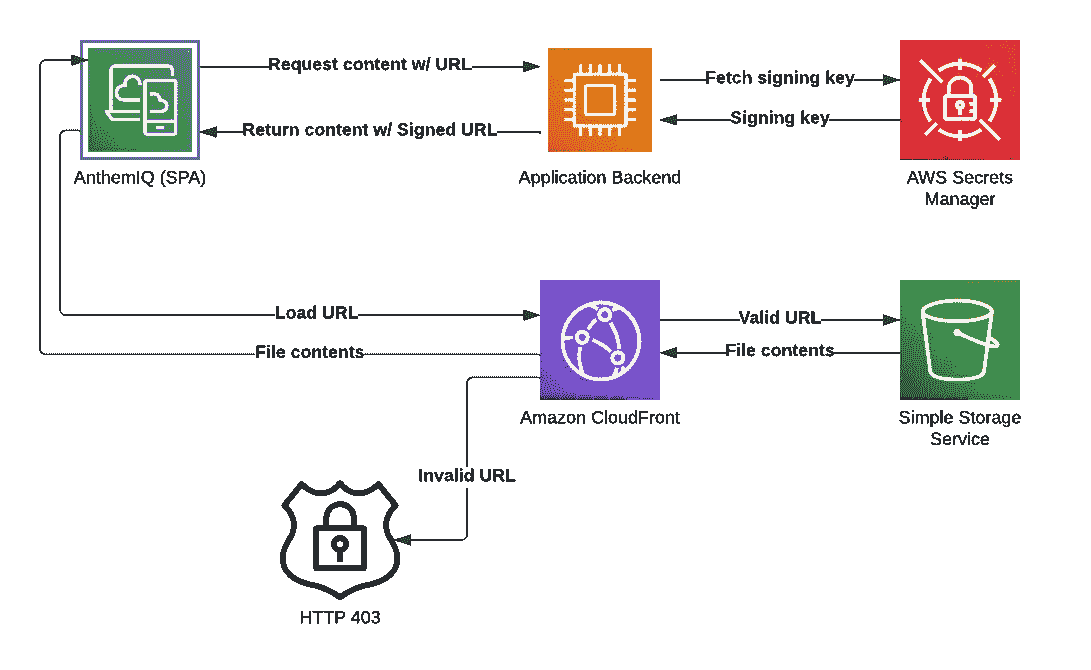 Request content w/ URL
Fetch signing key
Return content w/ Signed URL
Signing key
AnthemIQ (SPA)
Application Backend
AWS Secrets
Manager
Load URL
Valid URL
File contents
File contents
Amazon CloudFront
Simple Storage
Service
Invalid URL
HTTP 403